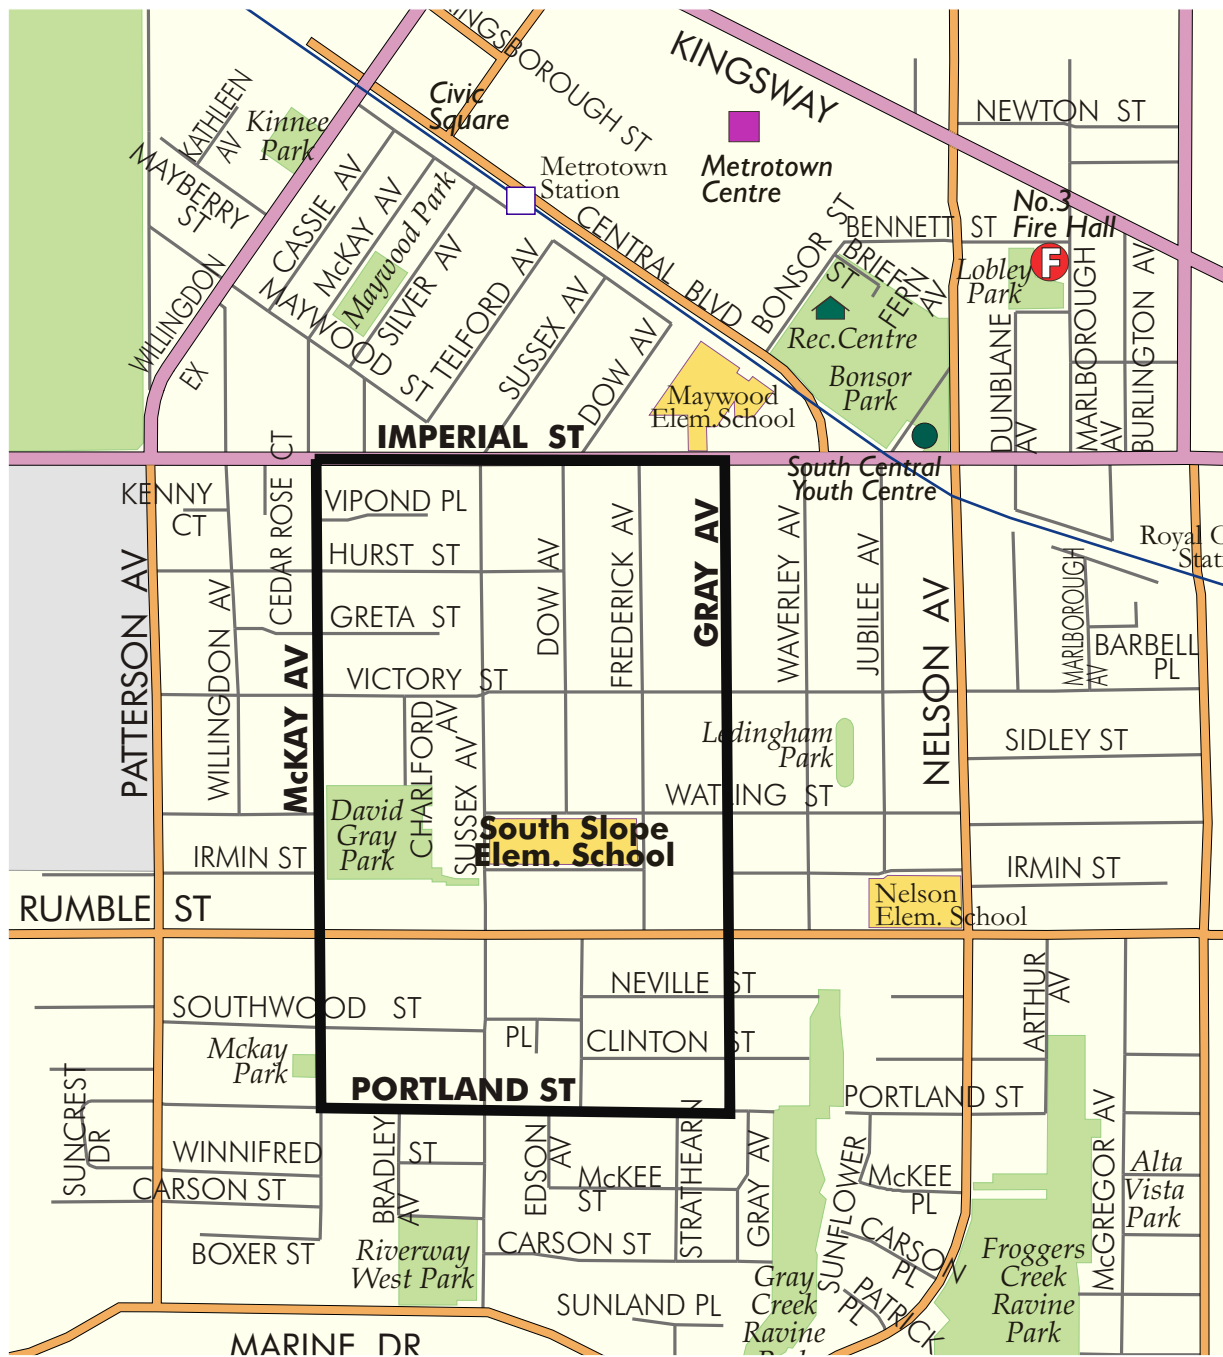 KINGSBOROUGH ST
KINGSWAY
KATHLEEN
AV
Kinnee
Park
Civic
Square
NEWTON ST
MAYBERRY
ST
CASSIE AV
McKAY AV
Maywood Park
Metrotown
Station
Metrotown
Centre
No.3
Fire Hall
F
BENNETT ST
BONSOR ST
BRIEF
ST
FERN
AV
Lobley
Park
CENTRAL BLVD
WILLINGDON
EX
MAYWOOD ST
SILVER AV
TELFORD AV
SUSSEX AV
DOW AV
Rec.Centre
Bonsor
Park
DUNBLANE
AV
MARLBOROUGH
AV
BURLINGTON AV
Maywood
Elem.School
IMPERIAL ST
South Central
Youth Centre
KENNY
CT
CEDAR ROSE CT
VIPOND PL
HURST ST
GRETA ST
VICTORY ST
PATTERSON AV
WILLINGDON AV
McKAY AV
DOW AV
FREDERICK AV
GRAY AV
WAVERLEY AV
JUBILEE AV
NELSON AV
MARLBOROUGH
AV
BARBELL
PL
CHARLFORD
AV
SUSSEX AV
Ledingham
Park
SIDLEY ST
WATLING ST
David
Gray
Park
South Slope
Elem. School
IRMIN ST
IRMIN ST
Nelson
Elem. School
RUMBLE ST
NEVILLE ST
SOUTHWOOD ST
PL
CLINTON ST
ARTHUR
AV
Mckay
Park
PORTLAND ST
PORTLAND ST
SUNCREST
DR
WINNIFRED
ST
CARSON ST
BOXER ST
BRADLEY
AV
EDSON
AV
McKEE
ST
STRATHEARN
GRAY AV
SUNFLOWER
McKEE
PL
CARSON
PL
PATRICK
PL
McGREGOR AV
Alta
Vista
Park
Riverway
West Park
CARSON ST
SUNLAND PL
Gray
Creek
Ravine
Froggers
Creek
Ravine
Park
MARINE DR